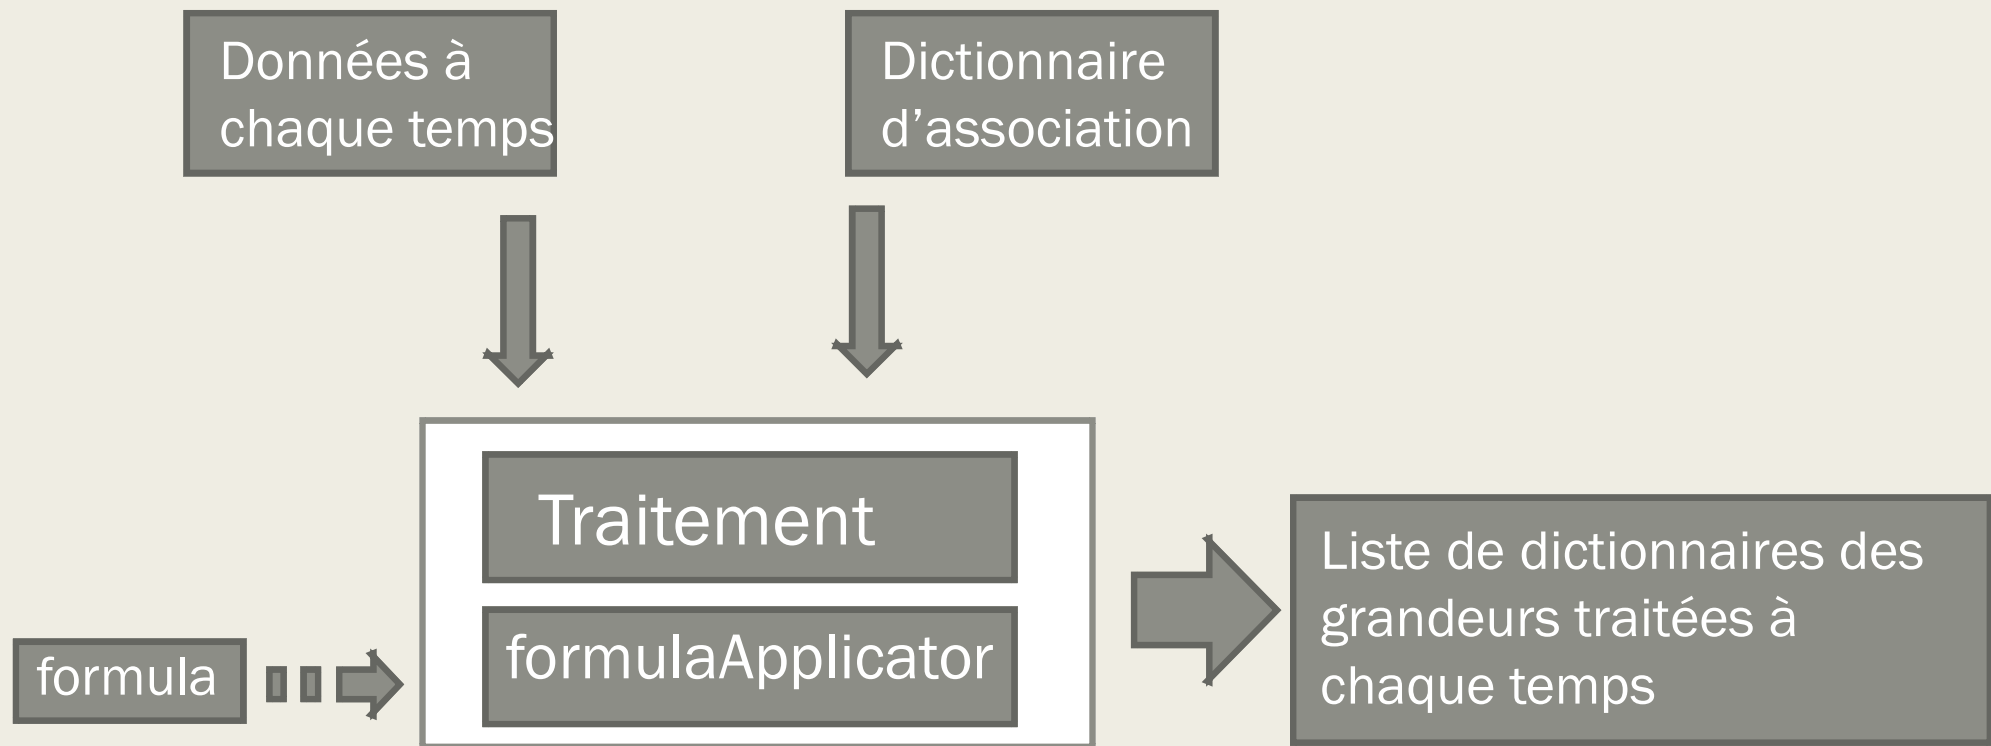 Données à
chaque temps
Dictionnaire
d’association
Traitement
formulaApplicator
formula
Liste de dictionnaires des
grandeurs traitées à
chaque temps